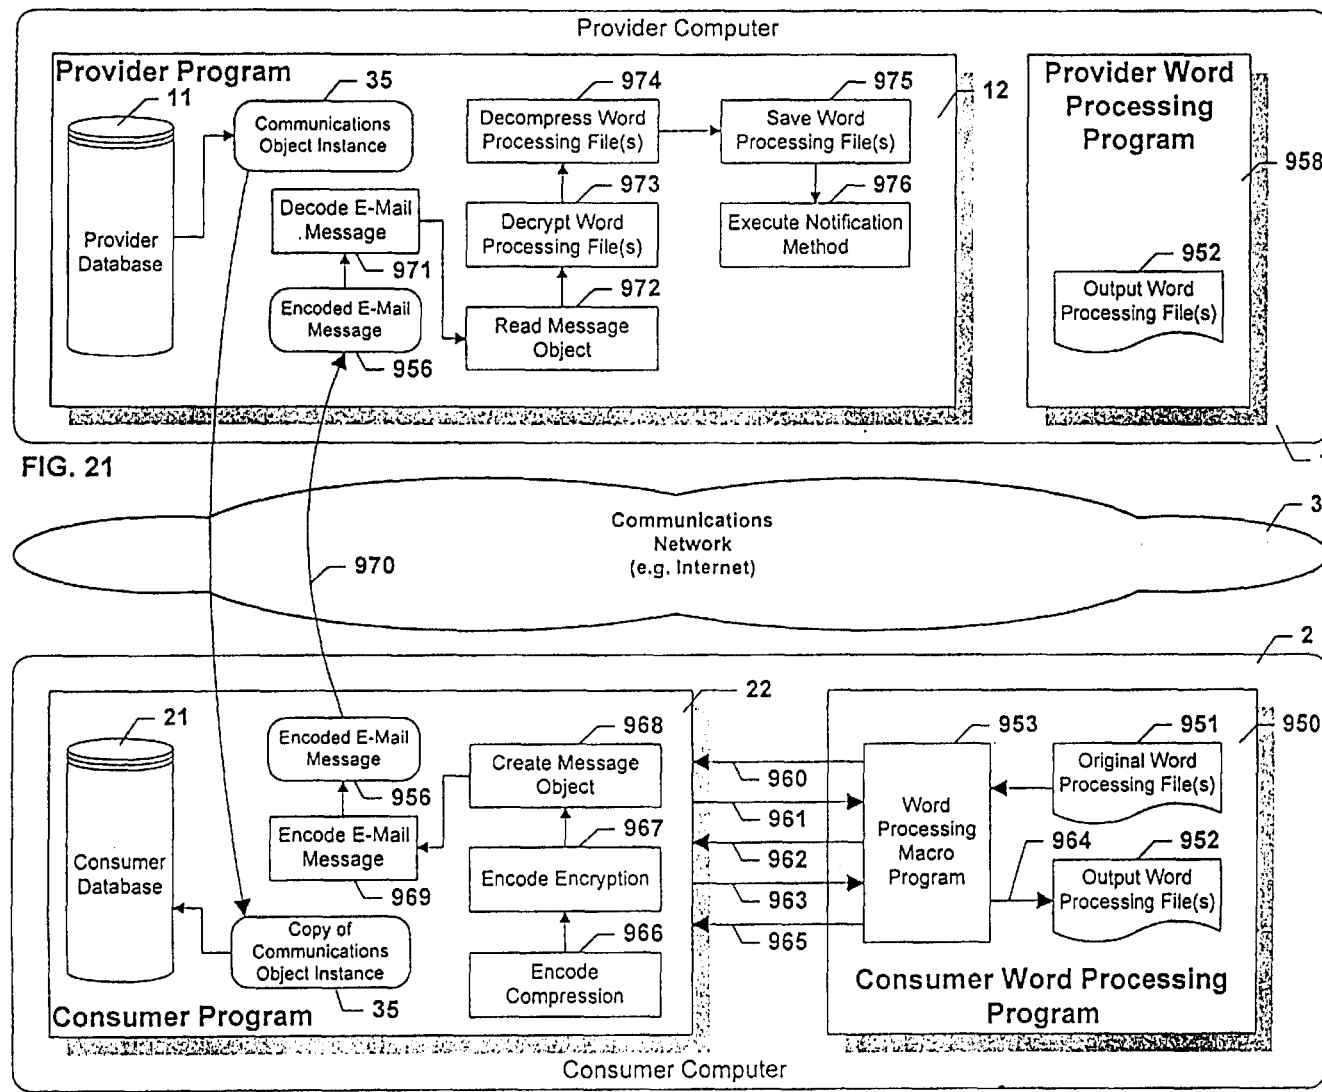 Provider Computer
Provider Program
11
35
Communications
Object Instance
Provider
Database
Decode E-Mail
Message
971
Encoded E-Mail
Message
956
974
Decompress Word
Processing File(s)
973
Decrypt Word
Processing File(s)
972
Read Message
Object
975
Save Word
Processing File(s)
976
Execute Notification
Method
12
Provider Word
Processing
Program
958
952
Output Word
Processing File(s)
FIG. 21
Communications
Network
(e.g. Internet)
3
970
2
22
21
Consumer
Database
Encoded E-Mail
Message
956
Encode E-Mail
Message
969
Copy of
Communications
Object Instance
35
968
Create Message
Object
967
Encode Encryption
966
Encode
Compression
Consumer Program
960
961
962
963
965
953
Word
Processing
Macro
Program
951
Original Word
Processing File(s)
950
964
952
Output Word
Processing File(s)
Consumer Word Processing
Program
Consumer Computer